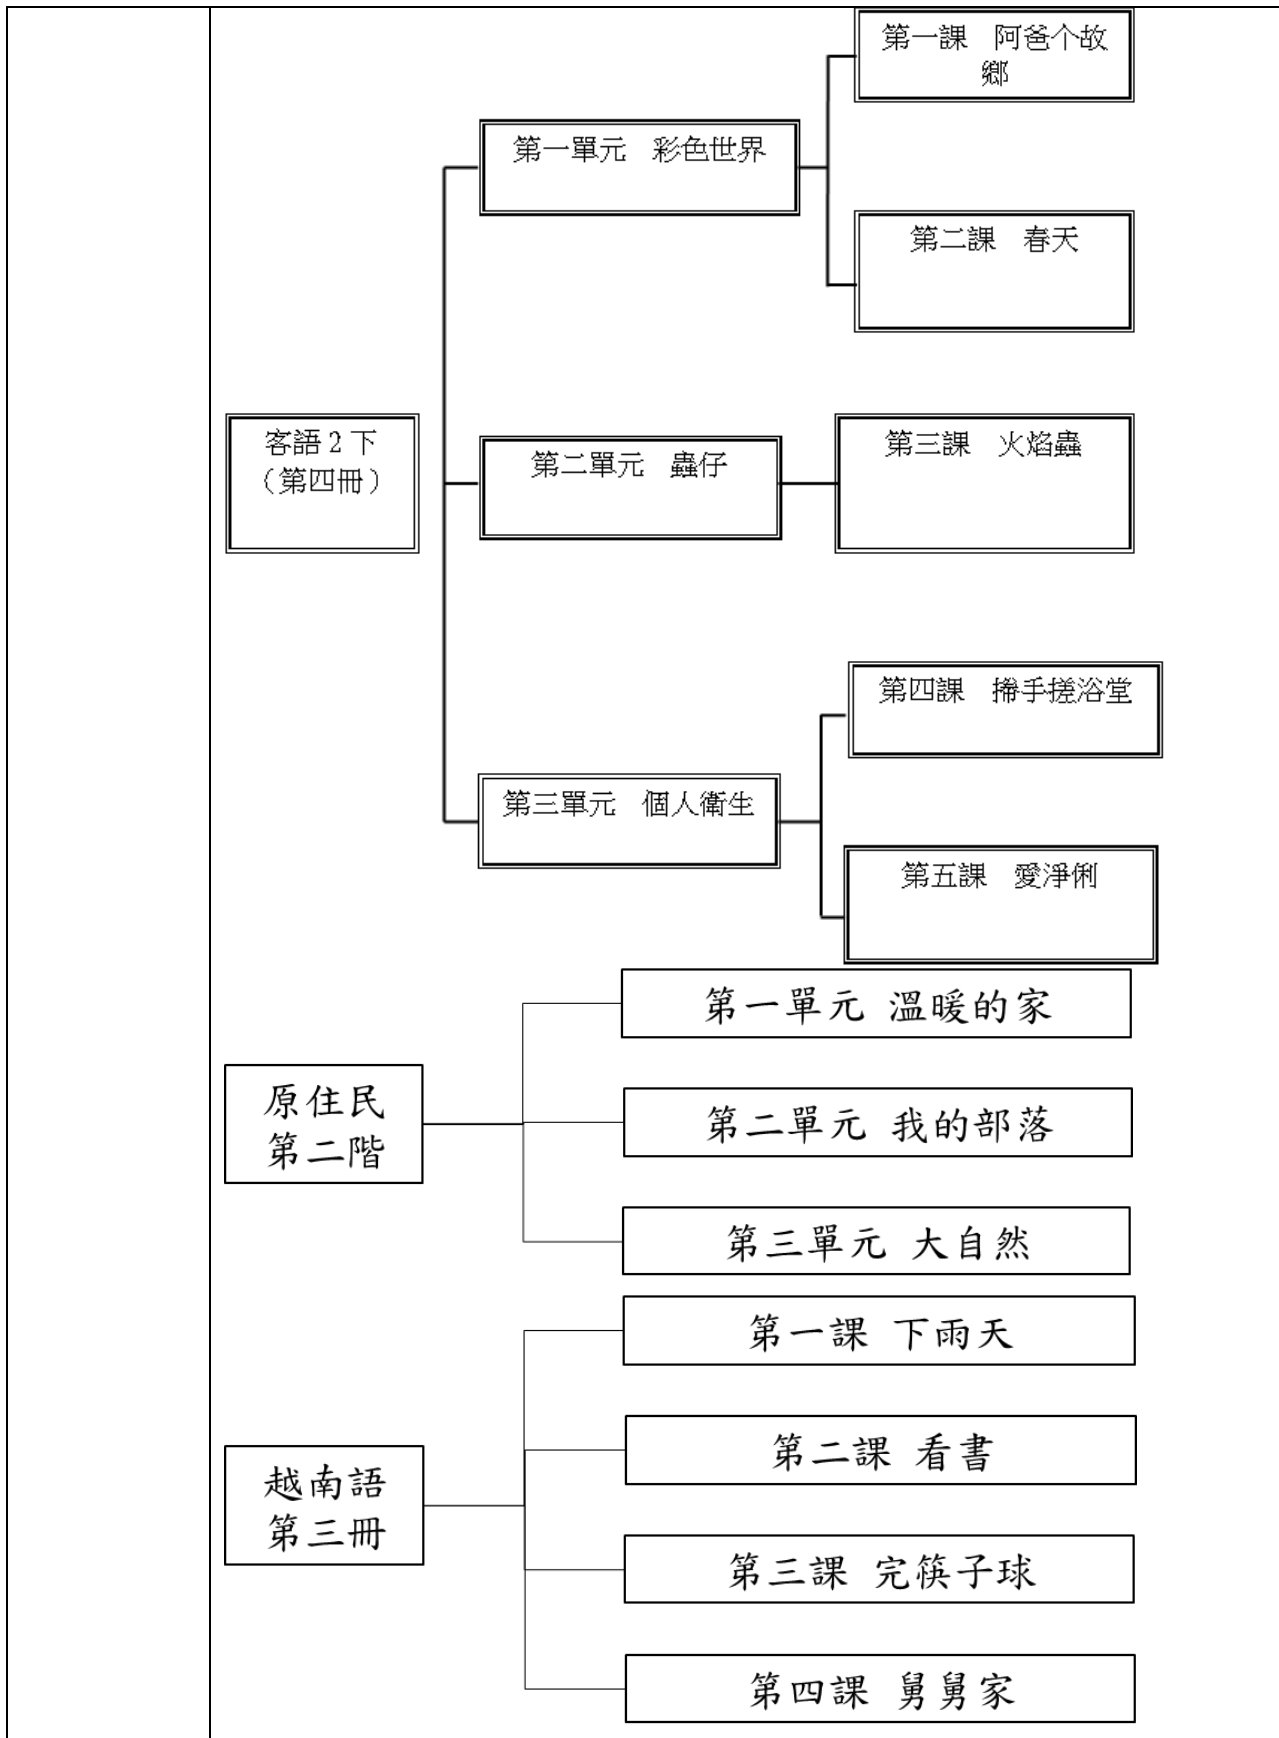 客語 2 下
（第四冊）
第一單元　彩色世界
第一課　阿爸个故
鄉
第二課　春天
第二單元　蟲仔
第三課　火焰蟲
第三單元　個人衛生
第四課　摒手搓浴堂
第五課　愛淨俐
原住民
第二階
第一單元 溫暖的家
第二單元 我的部落
第三單元 大自然
越南語
第三冊
第一課 下雨天
第二課 看書
第三課 完筷子球
第四課 舅舅家